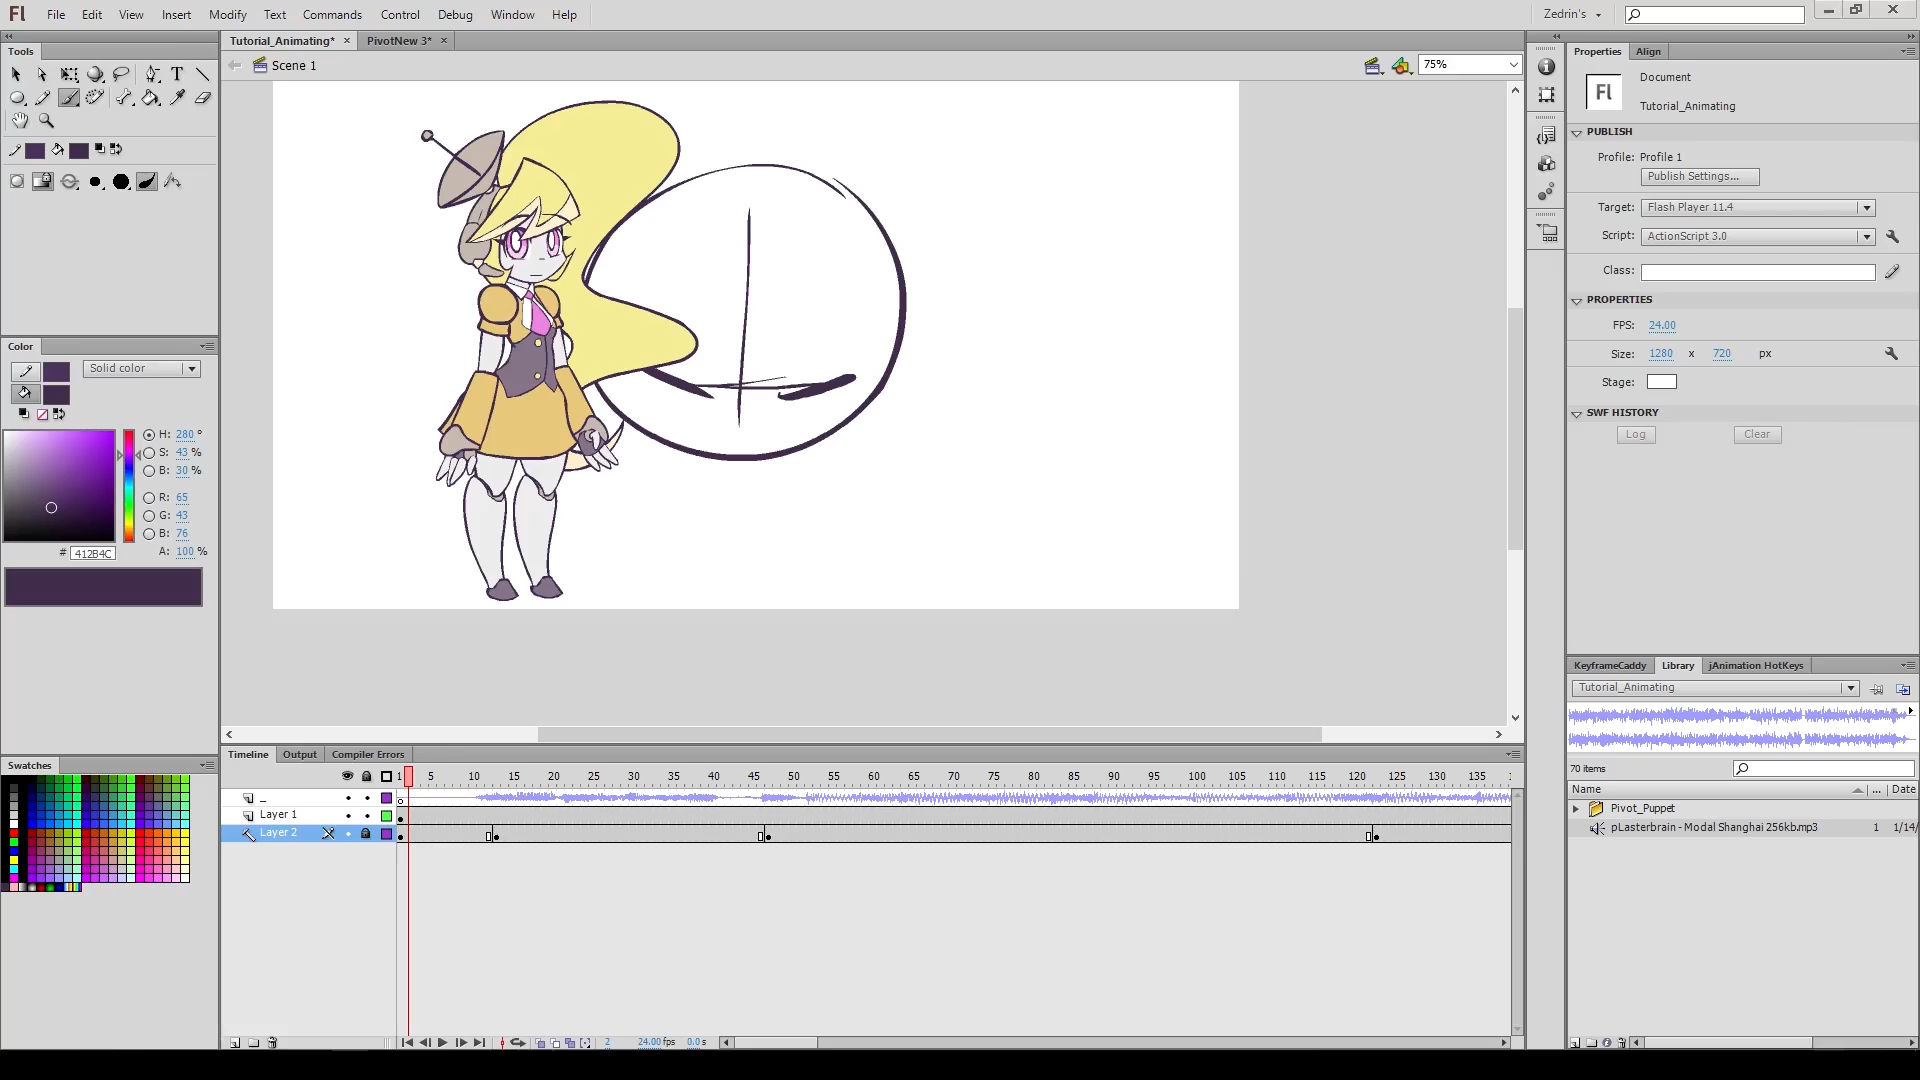 Fl File Edit View Insert Modify Text Commands Control Debug Window Help Zedrin's
Tools
Tutorial_Animating* × PivotNew 3* ×
Scene 1 75%
Properties Align
Document
Fl
Tutorial_Animating
PUBLISH
Profile: Profile 1
Publish Settings...
Target: Flash Player 11.4
Script: ActionScript 3.0
Class:
PROPERTIES
FPS: 24.00
Size: 1280 x 720 px
Stage:
SWF HISTORY
Log Clear
Color
Solid color
H: 280 °
S: 43 %
B: 30 %
R: 65
G: 43
B: 76
# 412B4C A: 100 %
Swatches
Timeline Output Compiler Errors
1 5 10 15 20 25 30 35 40 45 50 55 60 65 70 75 80 85 90 95 100 105 110 115 120 125 130 135 1
_
Layer 1
Layer 2
2 24.00 fps 0.0 s
KeyframeCaddy Library jAnimation HotKeys
Tutorial_Animating
70 items
Name ... Date
Pivot_Puppet
pLasterbrain - Modal Shanghai 256kb.mp3 1 1/14/